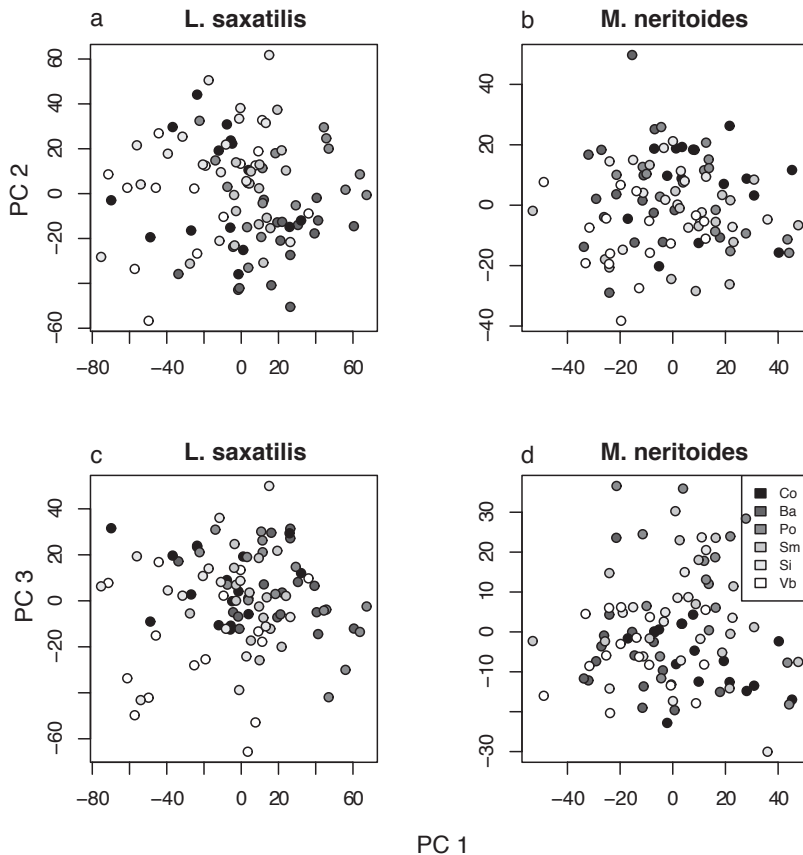 a L. saxatilis
b M. neritoides
PC 2
60
40
20
0
−20
−60
−80 −40 0 20 40 60
20
0
−20
−40
−40 −20 0 20 40
c L. saxatilis
d M. neritoides
PC 3
40
20
0
−20
−60
−80 −40 0 20 40 60
30
20
10
0
−10
−30
−40 −20 0 20 40
Co
Ba
Po
Sm
Si
Vb
PC 1